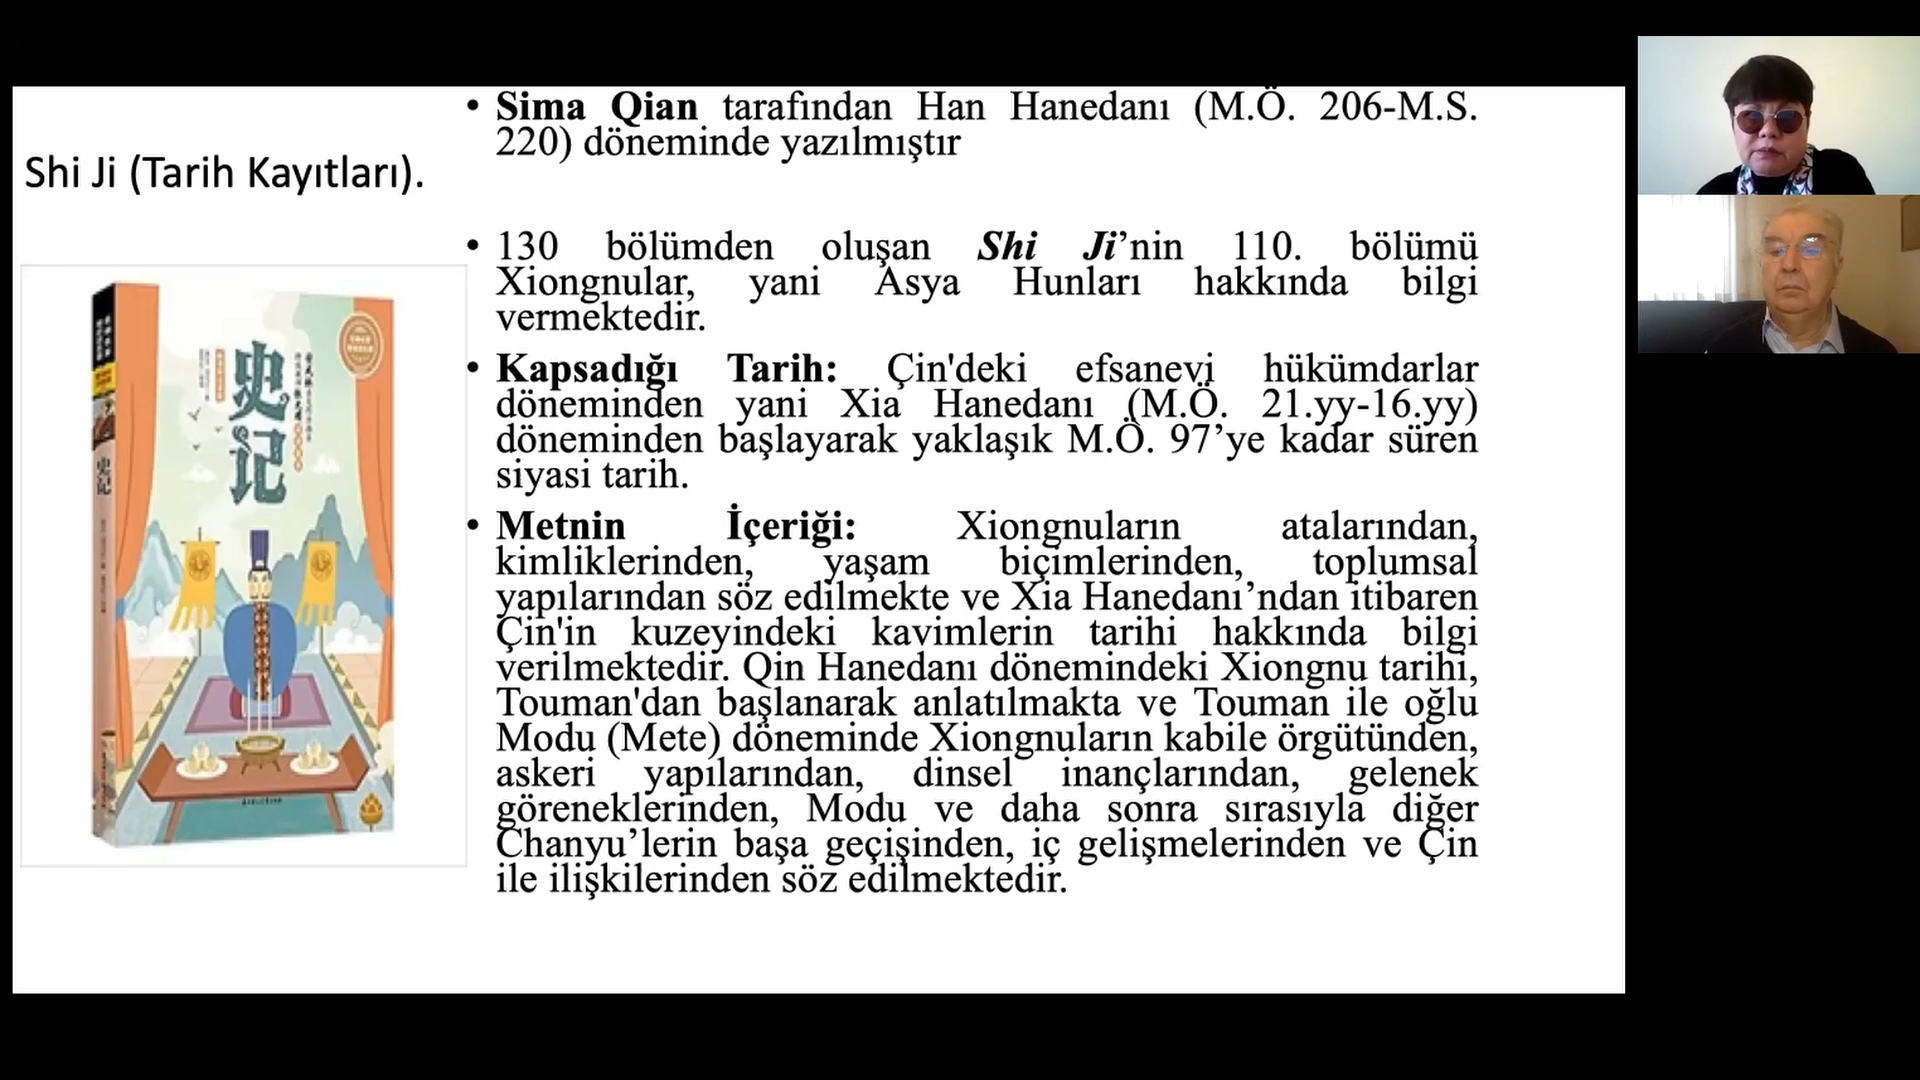 Shi Ji (Tarih Kayıtları).
史记
史记
• Sima Qian tarafından Han Hanedanı (M.Ö. 206-M.S.
220) döneminde yazılmıştır
• 130 bölümden oluşan Shi Ji’nin 110. bölümü
Xiongnular, yani Asya Hunları hakkında bilgi
vermektedir.
• Kapsadığı Tarih: Çin'deki efsanevi hükümdarlar
döneminden yani Xia Hanedanı (M.Ö. 21.yy-16.yy)
döneminden başlayarak yaklaşık M.Ö. 97’ye kadar süren
siyasi tarih.
• Metnin İçeriği: Xiongnuların atalarından,
kimliklerinden, yaşam biçimlerinden, toplumsal
yapılarından söz edilmekte ve Xia Hanedanı’ndan itibaren
Çin'in kuzeyindeki kavimlerin tarihi hakkında bilgi
verilmektedir. Qin Hanedanı dönemindeki Xiongnu tarihi,
Touman'dan başlanarak anlatılmakta ve Touman ile oğlu
Modu (Mete) döneminde Xiongnuların kabile örgütünden,
askeri yapılarından, dinsel inançlarından, gelenek
göreneklerinden, Modu ve daha sonra sırasıyla diğer
Chanyu’lerin başa geçişinden, iç gelişmelerinden ve Çin
ile ilişkilerinden söz edilmektedir.